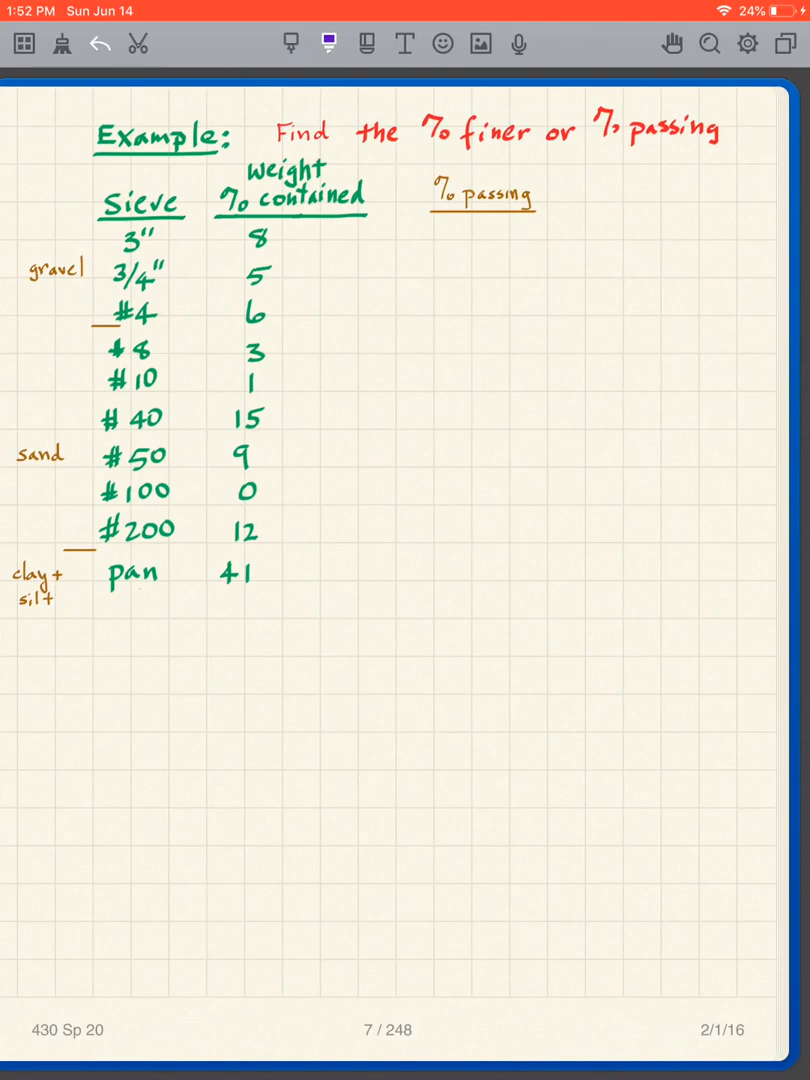 1:52 PM Sun Jun 14 24%
Example: Find the % finer or % passing
weight
Sieve % contained % passing
3" 8
gravel 3/4" 5
#4 6
#8 3
#10 1
#40 15
sand #50 9
#100 0
#200 12
clay + pan 41
silt
430 Sp 20 7 / 248 2/1/16